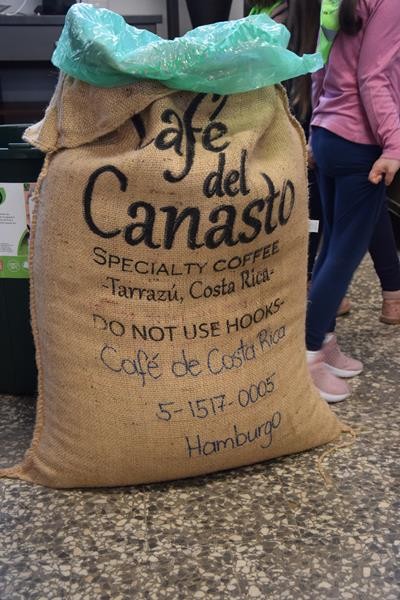 Café
del
Canasto
SPECIALTY COFFEE
-Tarrazú, Costa Rica-
DO NOT USE HOOKS-
Café de Costa Rica
5-1517-0005
Hamburgo